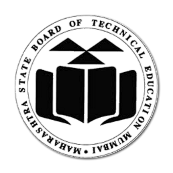 MAHARASHTRA STATE BOARD OF TECHNICAL EDUCATION MUMBAI •